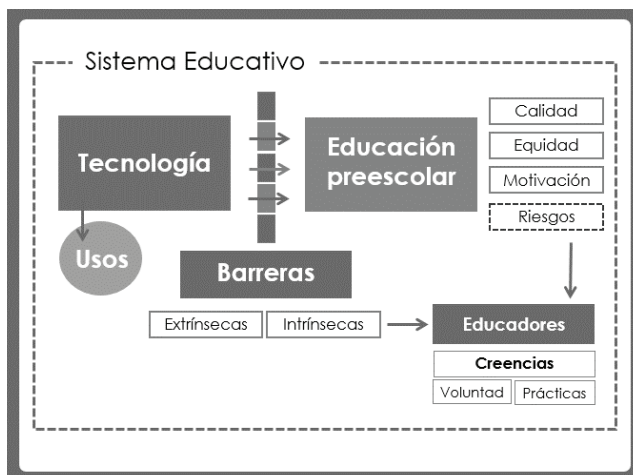 Sistema Educativo
Tecnología
Educación
preescolar
Calidad
Equidad
Motivación
Riesgos
Usos
Barreras
Extrínsecas
Intrínsecas
Educadores
Creencias
Voluntad
Prácticas